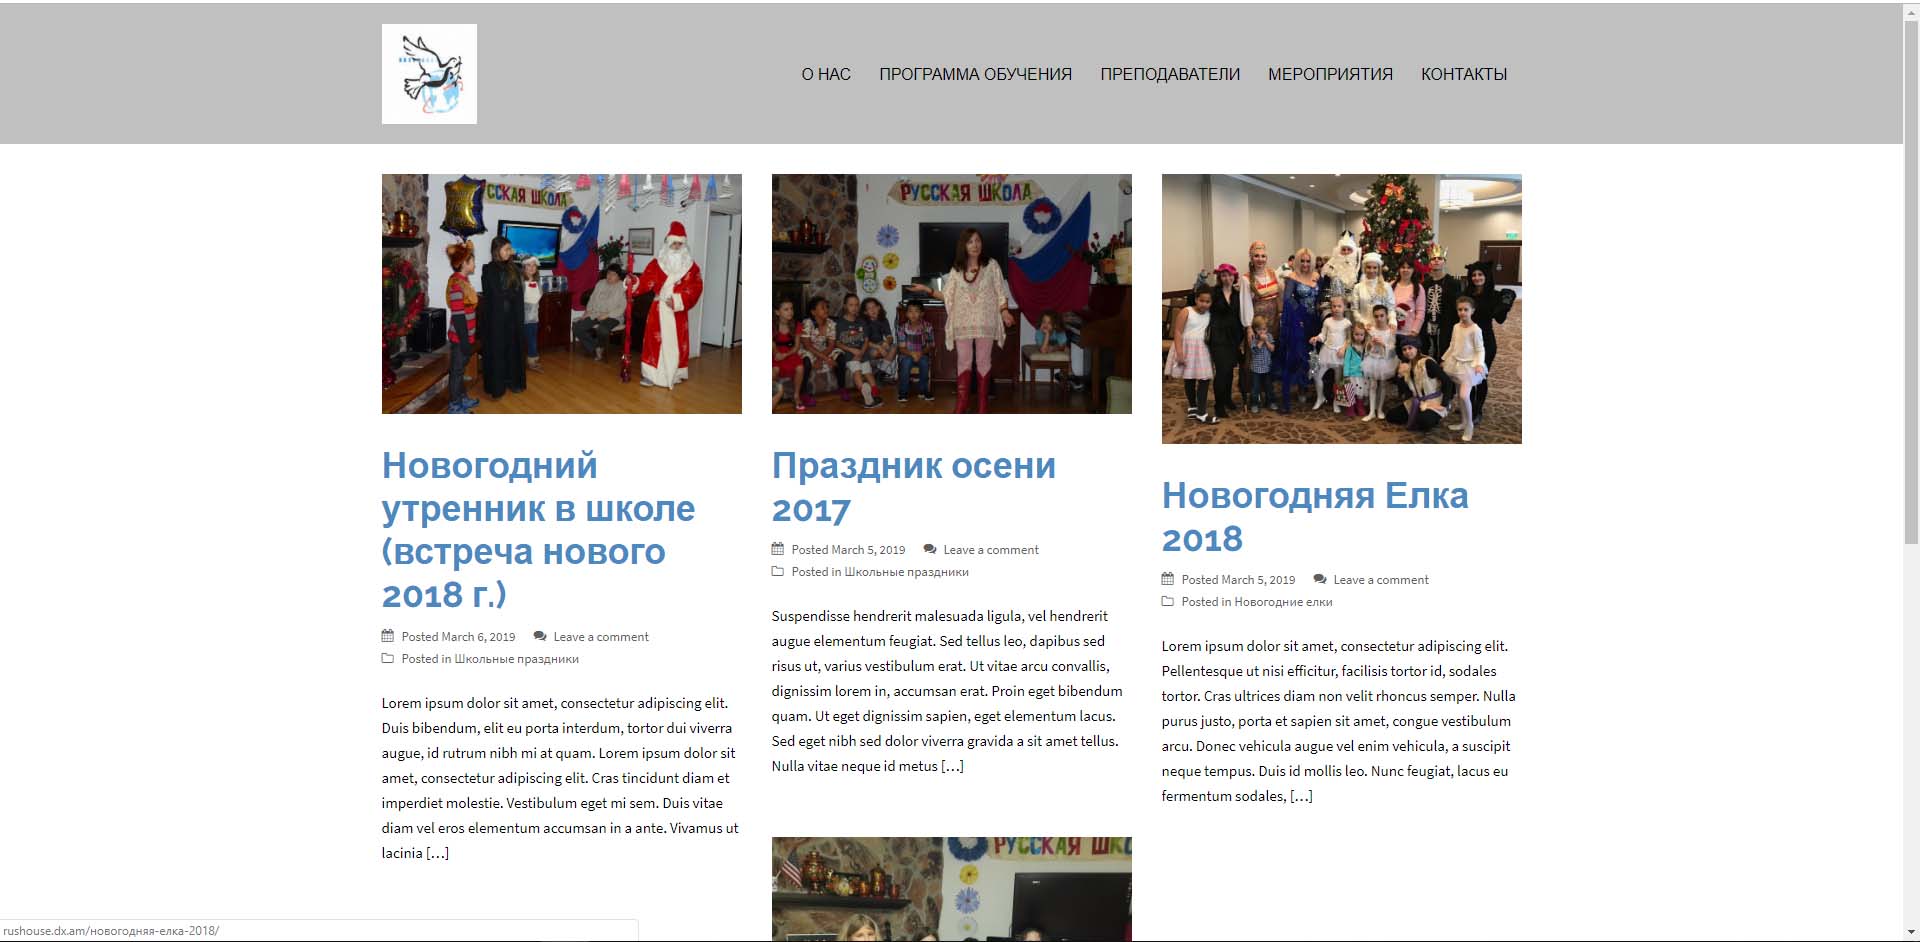 О НАС
ПРОГРАММА ОБУЧЕНИЯ
ПРЕПОДАВАТЕЛИ
МЕРОПРИЯТИЯ
КОНТАКТЫ
УССКАЯ ШКОЛА
Новогодний
утренник в школе
(встреча нового
2018 г.)
Posted March 6, 2019 Leave a comment
Posted in Школьные праздники
Lorem ipsum dolor sit amet, consectetur adipiscing elit.
Duis bibendum, elit eu porta interdum, tortor dui viverra
augue, id rutrum nibh mi at quam. Lorem ipsum dolor sit
amet, consectetur adipiscing elit. Cras tincidunt diam et
imperdiet molestie. Vestibulum eget mi sem. Duis vitae
diam vel eros elementum accumsan in a ante. Vivamus ut
lacinia […]
РУССКАЯ ШКОЛА
Праздник осени
2017
Posted March 5, 2019 Leave a comment
Posted in Школьные праздники
Suspendisse hendrerit malesuada ligula, vel hendrerit
augue elementum feugiat. Sed tellus leo, dapibus sed
risus ut, varius vestibulum erat. Ut vitae arcu convallis,
dignissim lorem in, accumsan erat. Proin eget bibendum
quam. Ut eget dignissim sapien, eget elementum lacus.
Sed eget nibh sed dolor viverra gravida a sit amet tellus.
Nulla vitae neque id metus […]
РУССКАЯ ШКО
Новогодняя Елка
2018
Posted March 5, 2019 Leave a comment
Posted in Новогодние елки
Lorem ipsum dolor sit amet, consectetur adipiscing elit.
Pellentesque ut nisi efficitur, facilisis tortor id, sodales
tortor. Cras ultrices diam non velit rhoncus semper. Nulla
purus justo, porta et sapien sit amet, congue vestibulum
arcu. Donec vehicula augue vel enim vehicula, a suscipit
neque tempus. Duis id mollis leo. Nunc feugiat, lacus eu
fermentum sodales, […]
rushouse.dx.am/новогодняя-елка-2018/